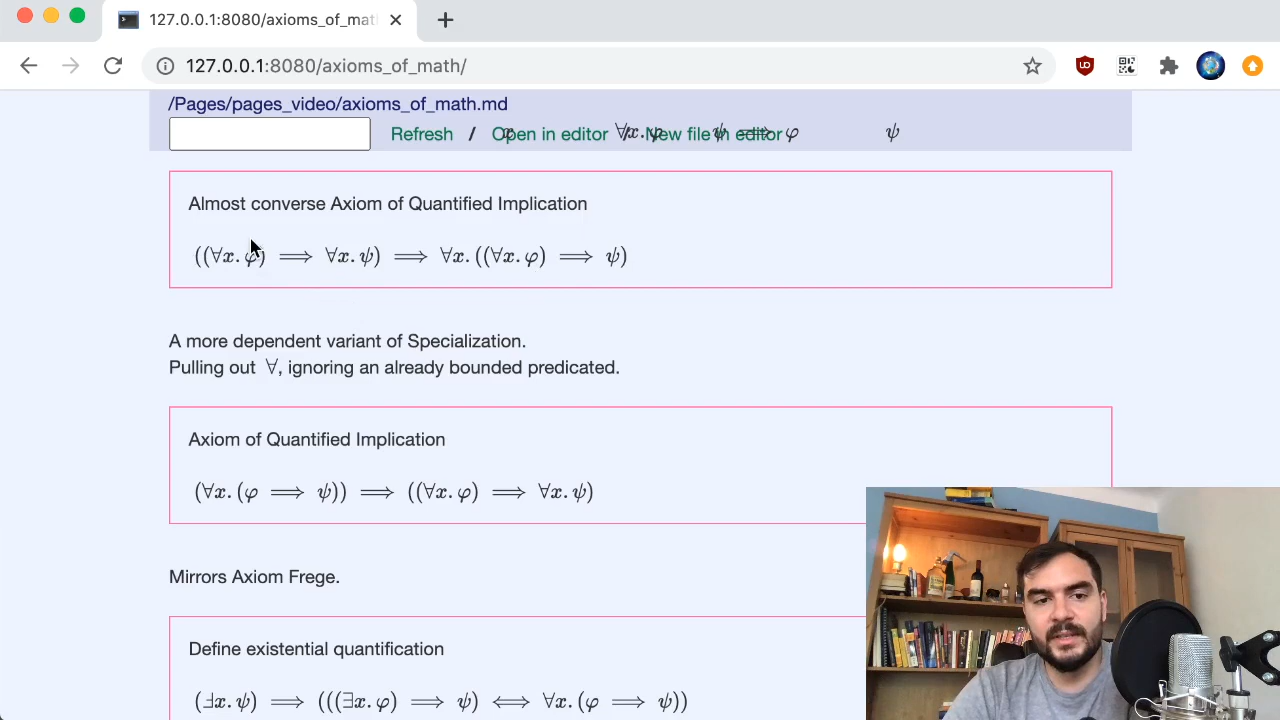 127.0.0.1:8080/axioms_of_mat
127.0.0.1:8080/axioms_of_math/
/Pages/pages_video/axioms_of_math.md
Refresh / Open in editor / New file in editor
x ∀x. φ ψ ⟹ φ ψ
Almost converse Axiom of Quantified Implication
((∀x. φ) ⟹ ∀x. ψ) ⟹ ∀x. ((∀x. φ) ⟹ ψ)
A more dependent variant of Specialization.
Pulling out ∀, ignoring an already bounded predicated.
Axiom of Quantified Implication
(∀x. (φ ⟹ ψ)) ⟹ ((∀x. φ) ⟹ ∀x. ψ)
Mirrors Axiom Frege.
Define existential quantification
(Ⅎx. ψ) ⟹ (((∃x. φ) ⟹ ψ) ⟺ ∀x. (φ ⟹ ψ))